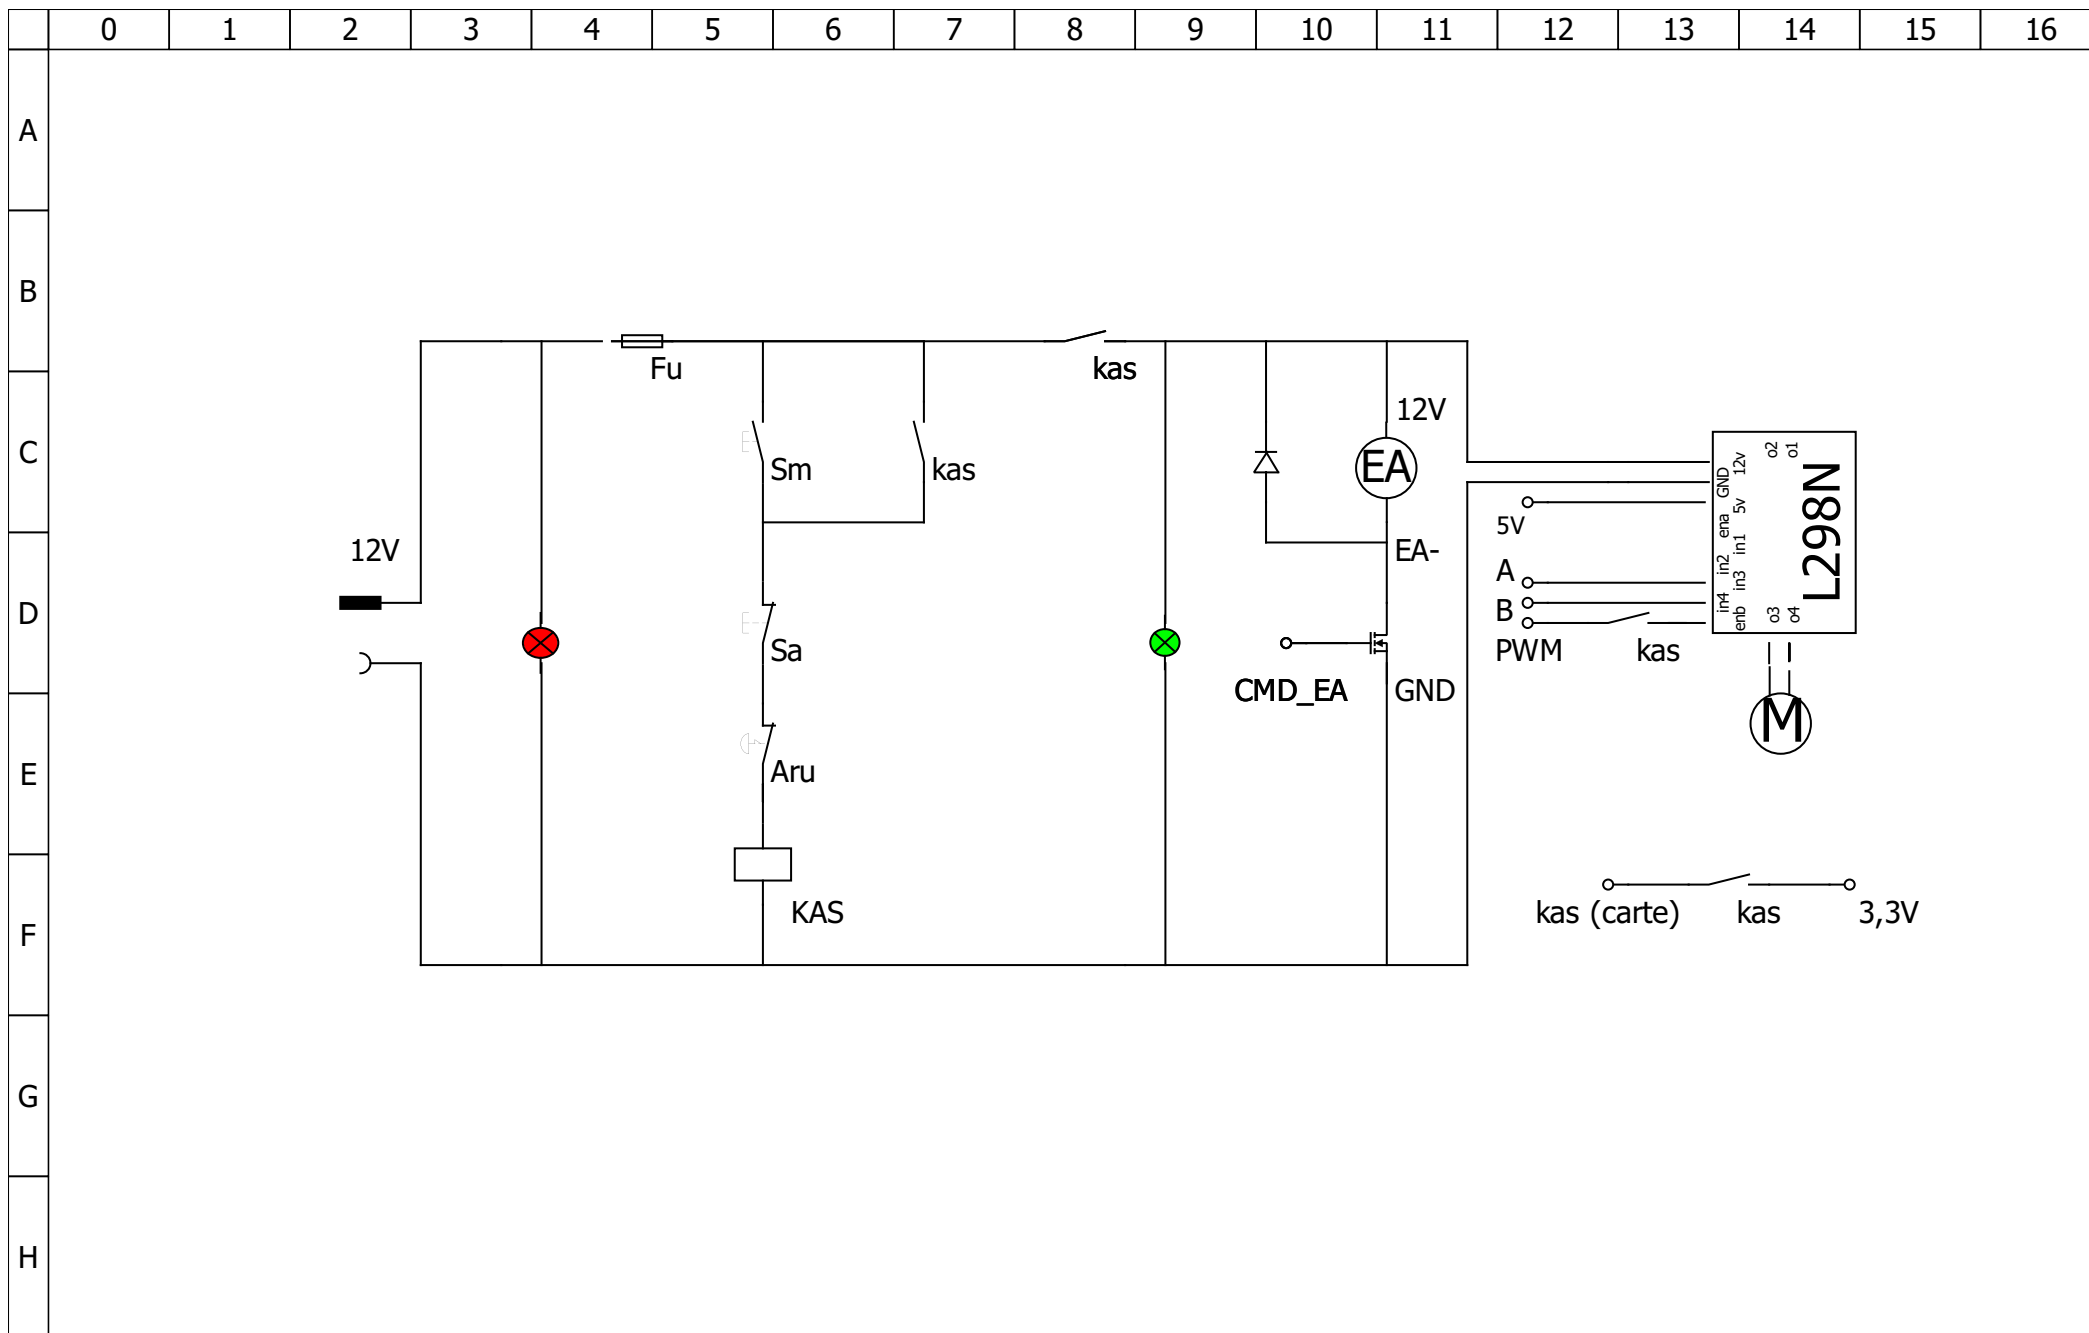 0 1 2 3 4 5 6 7 8 9 10 11 12 13 14 15 16
A
B
C
D
E
F
G
H
12V
Fu
Sm
kas
Sa
Aru
KAS
kas
12V
EA
EA-
CMD_EA
GND
5V
A
B
PWM
kas
GND
12v
5v
ena
in1
in2
in3
in4
enb
o2
o1
o3
o4
L298N
M
kas (carte)
kas
3,3V